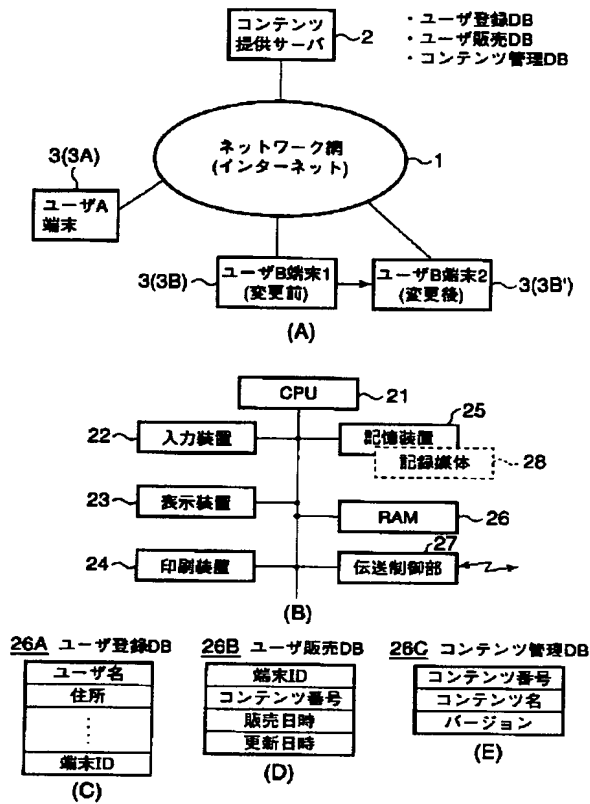 コンテンツ
提供サーバ
2
・ユーザ登録DB
・ユーザ販売DB
・コンテンツ管理DB
ネットワーク網
(インターネット)
1
3(3A)
ユーザA
端末
3(3B)
ユーザB端末1
(変更前)
ユーザB端末2
(変更後)
3(3B')
(A)
CPU
21
22
入力装置
25
記憶装置
記録媒体
28
23
表示装置
RAM
26
24
印刷装置
27
伝送制御部
(B)
26A ユーザ登録DB
ユーザ名
住所
端末ID
(C)
26B ユーザ販売DB
端末ID
コンテンツ番号
販売日時
更新日時
(D)
26C コンテンツ管理DB
コンテンツ番号
コンテンツ名
バージョン
(E)